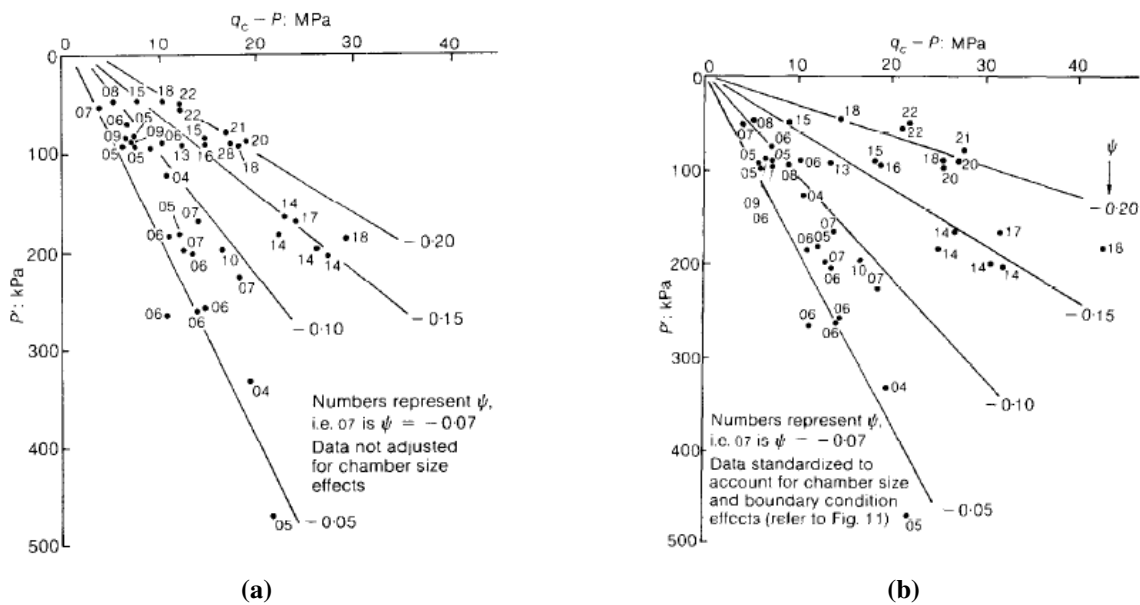 q_c − P: MPa
0 10 20 30 40
0
100
200
300
400
500
P': kPa
08 15 18 22
07 22
06 05 21
09 09 06 15 20
05 05 13 16 28 18
04
05 07 14 17
06 07 14 18
06 10 14 14
07
06 06
06
04
05
−0·20
−0·15
−0·10
−0·05
Numbers represent ψ,
i.e. 07 is ψ = −0·07
Data not adjusted
for chamber size
effects
(a)
q_c − P: MPa
0 10 20 30 40
0
100
200
300
400
500
P': kPa
08 15 18 22
07 22
06 21
05 05 06 15 18 20
08 13 16 20
09 04
06
07 14 17
06 05 14 18
07 10 14 14
06 07
06 06
06
04
05
ψ
−0·20
−0·15
−0·10
−0·05
Numbers represent ψ,
i.e. 07 is ψ − −0·07
Data standardized to
account for chamber size
and boundary condition
effects (refer to Fig. 11)
(b)